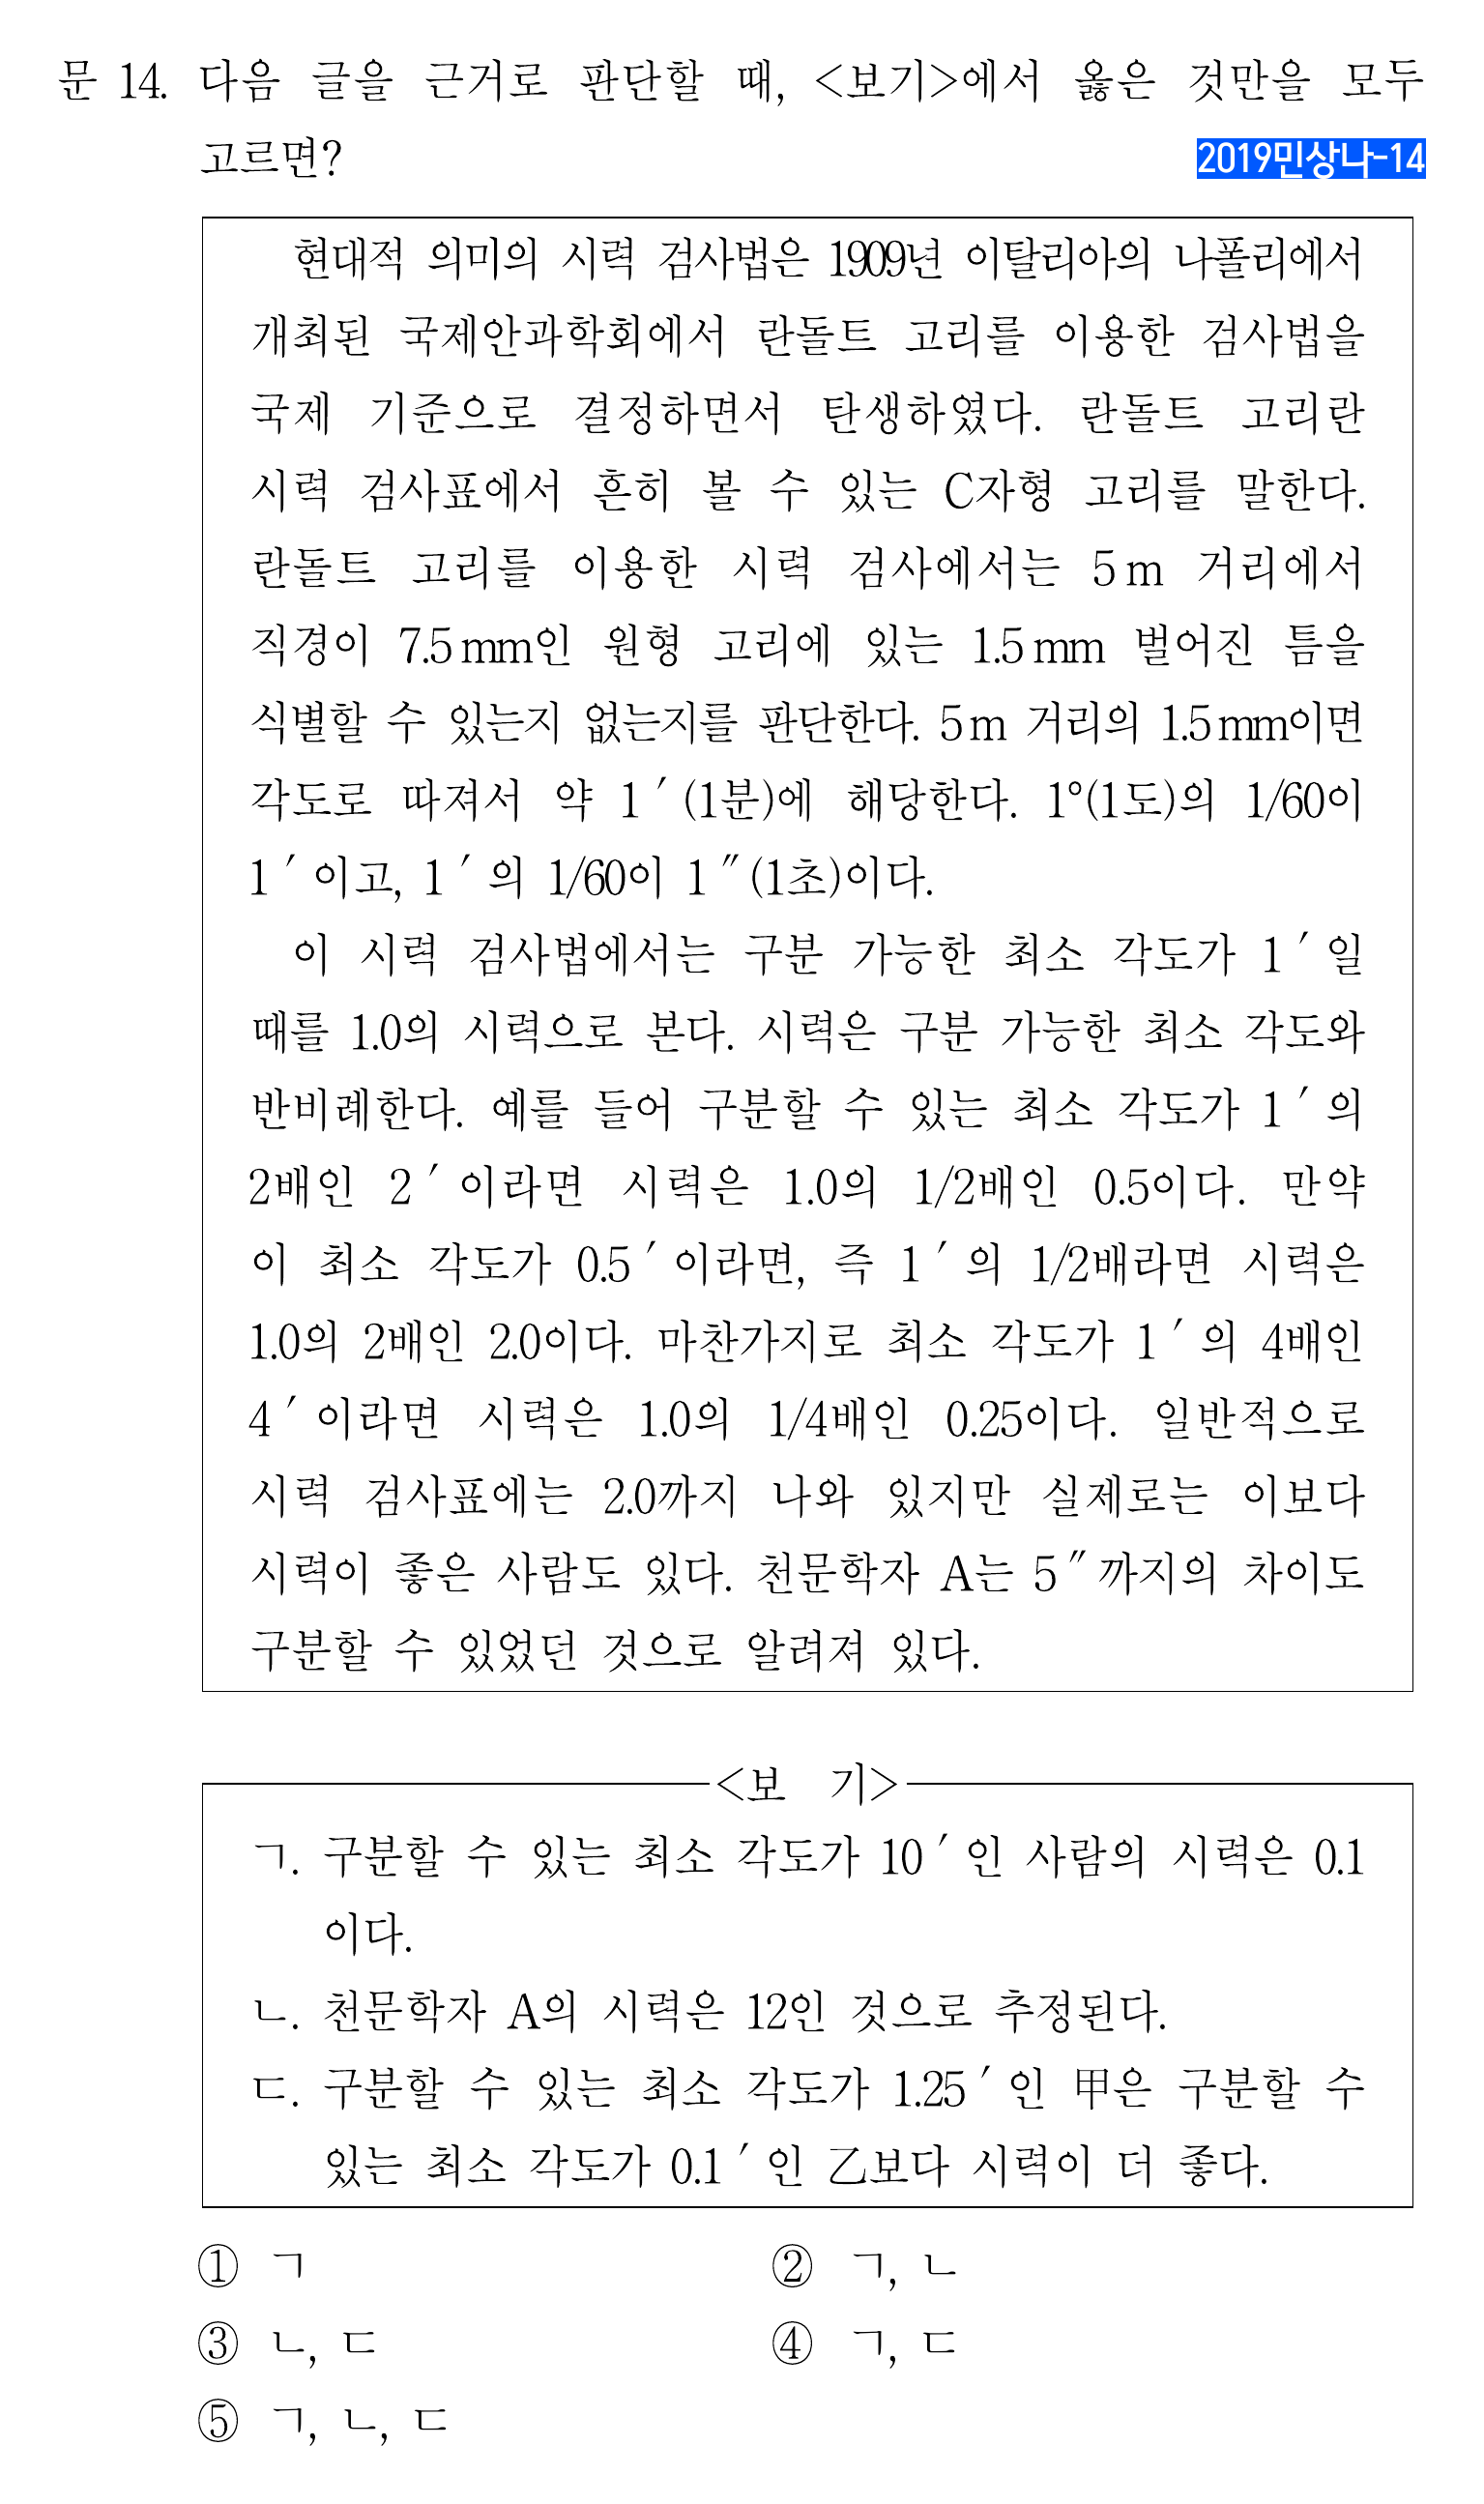 문 14. 다음 글을 근거로 판단할 때, <보기>에서 옳은 것만을 모두
고르면?
2019민상나-14
현대적 의미의 시력 검사법은 1909년 이탈리아의 나폴리에서
개최된 국제안과학회에서 란돌트 고리를 이용한 검사법을
국제 기준으로 결정하면서 탄생하였다. 란돌트 고리란
시력 검사표에서 흔히 볼 수 있는 C자형 고리를 말한다.
란돌트 고리를 이용한 시력 검사에서는 5m 거리에서
직경이 7.5mm인 원형 고리에 있는 1.5mm 벌어진 틈을
식별할 수 있는지 없는지를 판단한다. 5m 거리의 1.5mm이면
각도로 따져서 약 1′(1분)에 해당한다. 1°(1도)의 1/60이
1′이고, 1′의 1/60이 1″(1초)이다.
이 시력 검사법에서는 구분 가능한 최소 각도가 1′일
때를 1.0의 시력으로 본다. 시력은 구분 가능한 최소 각도와
반비례한다. 예를 들어 구분할 수 있는 최소 각도가 1′의
2배인 2′이라면 시력은 1.0의 1/2배인 0.5이다. 만약
이 최소 각도가 0.5′이라면, 즉 1′의 1/2배라면 시력은
1.0의 2배인 2.0이다. 마찬가지로 최소 각도가 1′의 4배인
4′이라면 시력은 1.0의 1/4배인 0.25이다. 일반적으로
시력 검사표에는 2.0까지 나와 있지만 실제로는 이보다
시력이 좋은 사람도 있다. 천문학자 A는 5″까지의 차이도
구분할 수 있었던 것으로 알려져 있다.
<보 기>
ㄱ. 구분할 수 있는 최소 각도가 10′인 사람의 시력은 0.1
이다.
ㄴ. 천문학자 A의 시력은 12인 것으로 추정된다.
ㄷ. 구분할 수 있는 최소 각도가 1.25′인 甲은 구분할 수
있는 최소 각도가 0.1′인 乙보다 시력이 더 좋다.
① ㄱ ② ㄱ, ㄴ
③ ㄴ, ㄷ ④ ㄱ, ㄷ
⑤ ㄱ, ㄴ, ㄷ